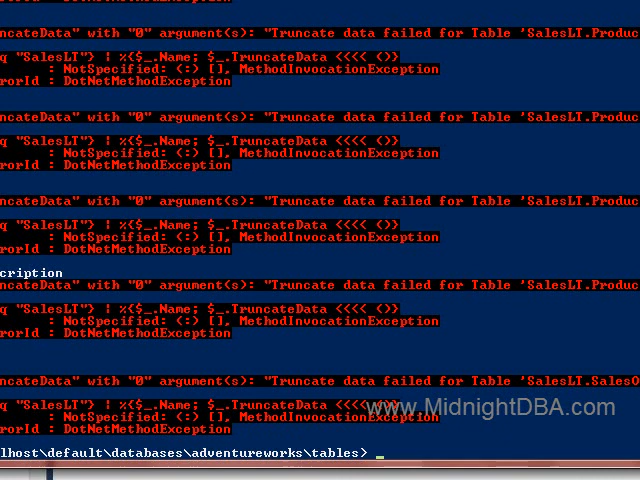 ncateData" with "0" argument(s): "Truncate data failed for Table 'SalesLT.Produc
q "SalesLT"} | %{$_.Name; $_.TruncateData <<<< ()}
: NotSpecified: (:) [], MethodInvocationException
rorId : DotNetMethodException
ncateData" with "0" argument(s): "Truncate data failed for Table 'SalesLT.Produc
q "SalesLT"} | %{$_.Name; $_.TruncateData <<<< ()}
: NotSpecified: (:) [], MethodInvocationException
rorId : DotNetMethodException
ncateData" with "0" argument(s): "Truncate data failed for Table 'SalesLT.Produc
q "SalesLT"} | %{$_.Name; $_.TruncateData <<<< ()}
: NotSpecified: (:) [], MethodInvocationException
rorId : DotNetMethodException
cription
ncateData" with "0" argument(s): "Truncate data failed for Table 'SalesLT.Produc
q "SalesLT"} | %{$_.Name; $_.TruncateData <<<< ()}
: NotSpecified: (:) [], MethodInvocationException
rorId : DotNetMethodException
ncateData" with "0" argument(s): "Truncate data failed for Table 'SalesLT.SalesO
q "SalesLT"} | %{$_.Name; $_.TruncateData <<<< ()}
: NotSpecified: (:) [], MethodInvocationException
www.MidnightDBA.com
rorId : DotNetMethodException
lhost\default\databases\adventureworks\tables> _